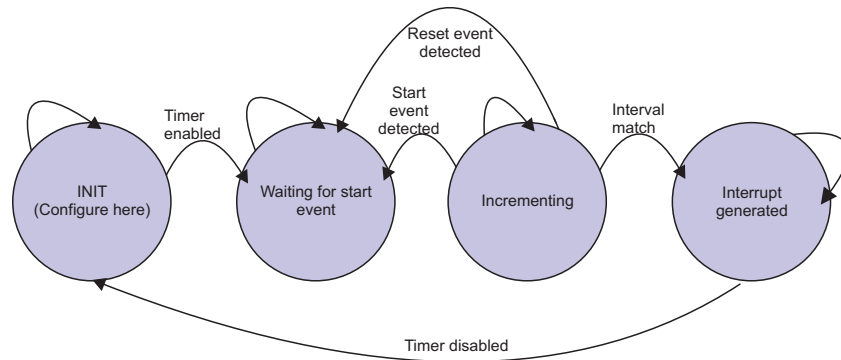 Reset event
detected
Start
event
detected
Timer
enabled
Interval
match
INIT
(Configure here)
Waiting for start
event
Incrementing
Interrupt
generated
Timer disabled